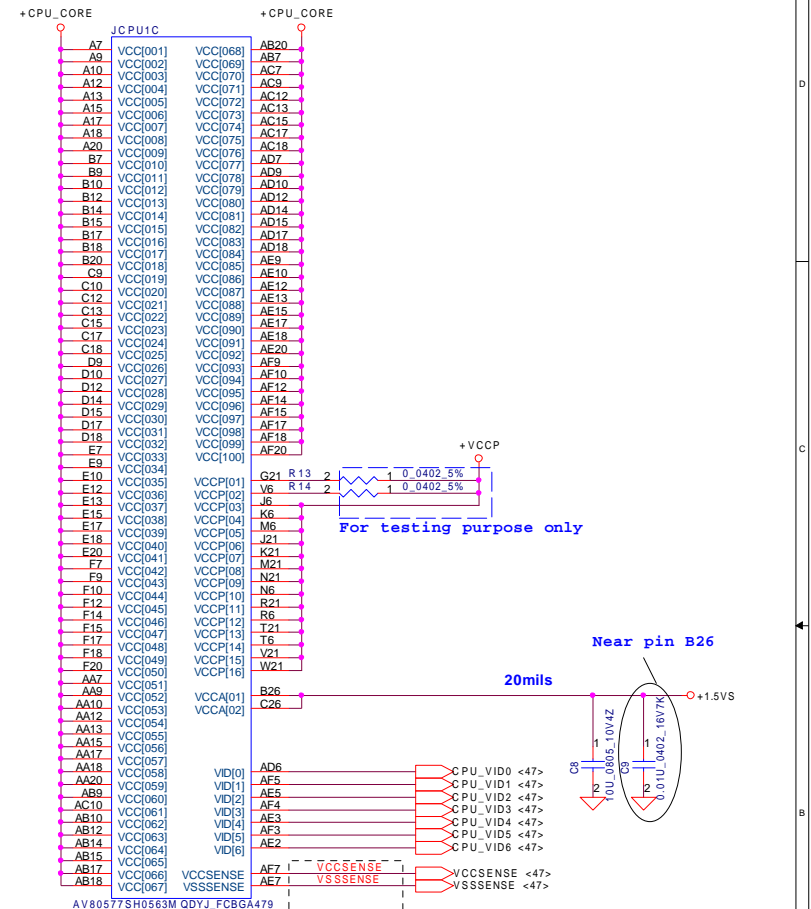 +CPU_CORE +CPU_CORE
JCPU1C
A7 VCC[001] VCC[068] AB20
A9 VCC[002] VCC[069] AB7
A10 VCC[003] VCC[070] AC7
A12 VCC[004] VCC[071] AC9
A13 VCC[005] VCC[072] AC12
A15 VCC[006] VCC[073] AC13
A17 VCC[007] VCC[074] AC15
A18 VCC[008] VCC[075] AC17
A20 VCC[009] VCC[076] AC18
B7 VCC[010] VCC[077] AD7
B9 VCC[011] VCC[078] AD9
B10 VCC[012] VCC[079] AD10
B12 VCC[013] VCC[080] AD12
B14 VCC[014] VCC[081] AD14
B15 VCC[015] VCC[082] AD15
B17 VCC[016] VCC[083] AD17
B18 VCC[017] VCC[084] AD18
B20 VCC[018] VCC[085] AE9
C9 VCC[019] VCC[086] AE10
C10 VCC[020] VCC[087] AE12
C12 VCC[021] VCC[088] AE13
C13 VCC[022] VCC[089] AE15
C15 VCC[023] VCC[090] AE17
C17 VCC[024] VCC[091] AE18
C18 VCC[025] VCC[092] AE20
D9 VCC[026] VCC[093] AF9
D10 VCC[027] VCC[094] AF10
D12 VCC[028] VCC[095] AF12
D14 VCC[029] VCC[096] AF14
D15 VCC[030] VCC[097] AF15
D17 VCC[031] VCC[098] AF17
D18 VCC[032] VCC[099] AF18
E7 VCC[033] VCC[100] AF20
+VCCP
E9 VCC[034]
E10 VCC[035] VCCP[01] G21 R13 2 1 0_0402_5%
E12 VCC[036] VCCP[02] V6 R14 2 1 0_0402_5%
E13 VCC[037] VCCP[03] J6
E15 VCC[038] VCCP[04] K6
E17 VCC[039] VCCP[05] M6
For testing purpose only
E18 VCC[040] VCCP[06] J21
E20 VCC[041] VCCP[07] K21
F7 VCC[042] VCCP[08] M21
F9 VCC[043] VCCP[09] N21
F10 VCC[044] VCCP[10] N6
F12 VCC[045] VCCP[11] R21
F14 VCC[046] VCCP[12] R6
F15 VCC[047] VCCP[13] T21
F17 VCC[048] VCCP[14] T6
F18 VCC[049] VCCP[15] V21
F20 VCC[050] VCCP[16] W21
Near pin B26
AA7 VCC[051]
20mils
AA9 VCC[052] VCCA[01] B26 +1.5VS
AA10 VCC[053] VCCA[02] C26
AA12 VCC[054]
AA13 VCC[055]
AA15 VCC[056]
AA17 VCC[057]
C8 1 2 10U_0805_10V4Z
C9 1 2 0.01U_0402_16V7K
AA18 VCC[058] VID[0] AD6 CPU_VID0 <47>
AA20 VCC[059] VID[1] AF5 CPU_VID1 <47>
AB9 VCC[060] VID[2] AE5 CPU_VID2 <47>
AC10 VCC[061] VID[3] AF4 CPU_VID3 <47>
AB10 VCC[062] VID[4] AE3 CPU_VID4 <47>
AB12 VCC[063] VID[5] AF3 CPU_VID5 <47>
AB14 VCC[064] VID[6] AE2 CPU_VID6 <47>
AB15 VCC[065]
AB17 VCC[066] VCCSENSE AF7 VCCSENSE VCCSENSE <47>
AB18 VCC[067] VSSSENSE AE7 VSSSENSE VSSSENSE <47>
AV80577SH0563M QDYJ_FCBGA479
D
C
B